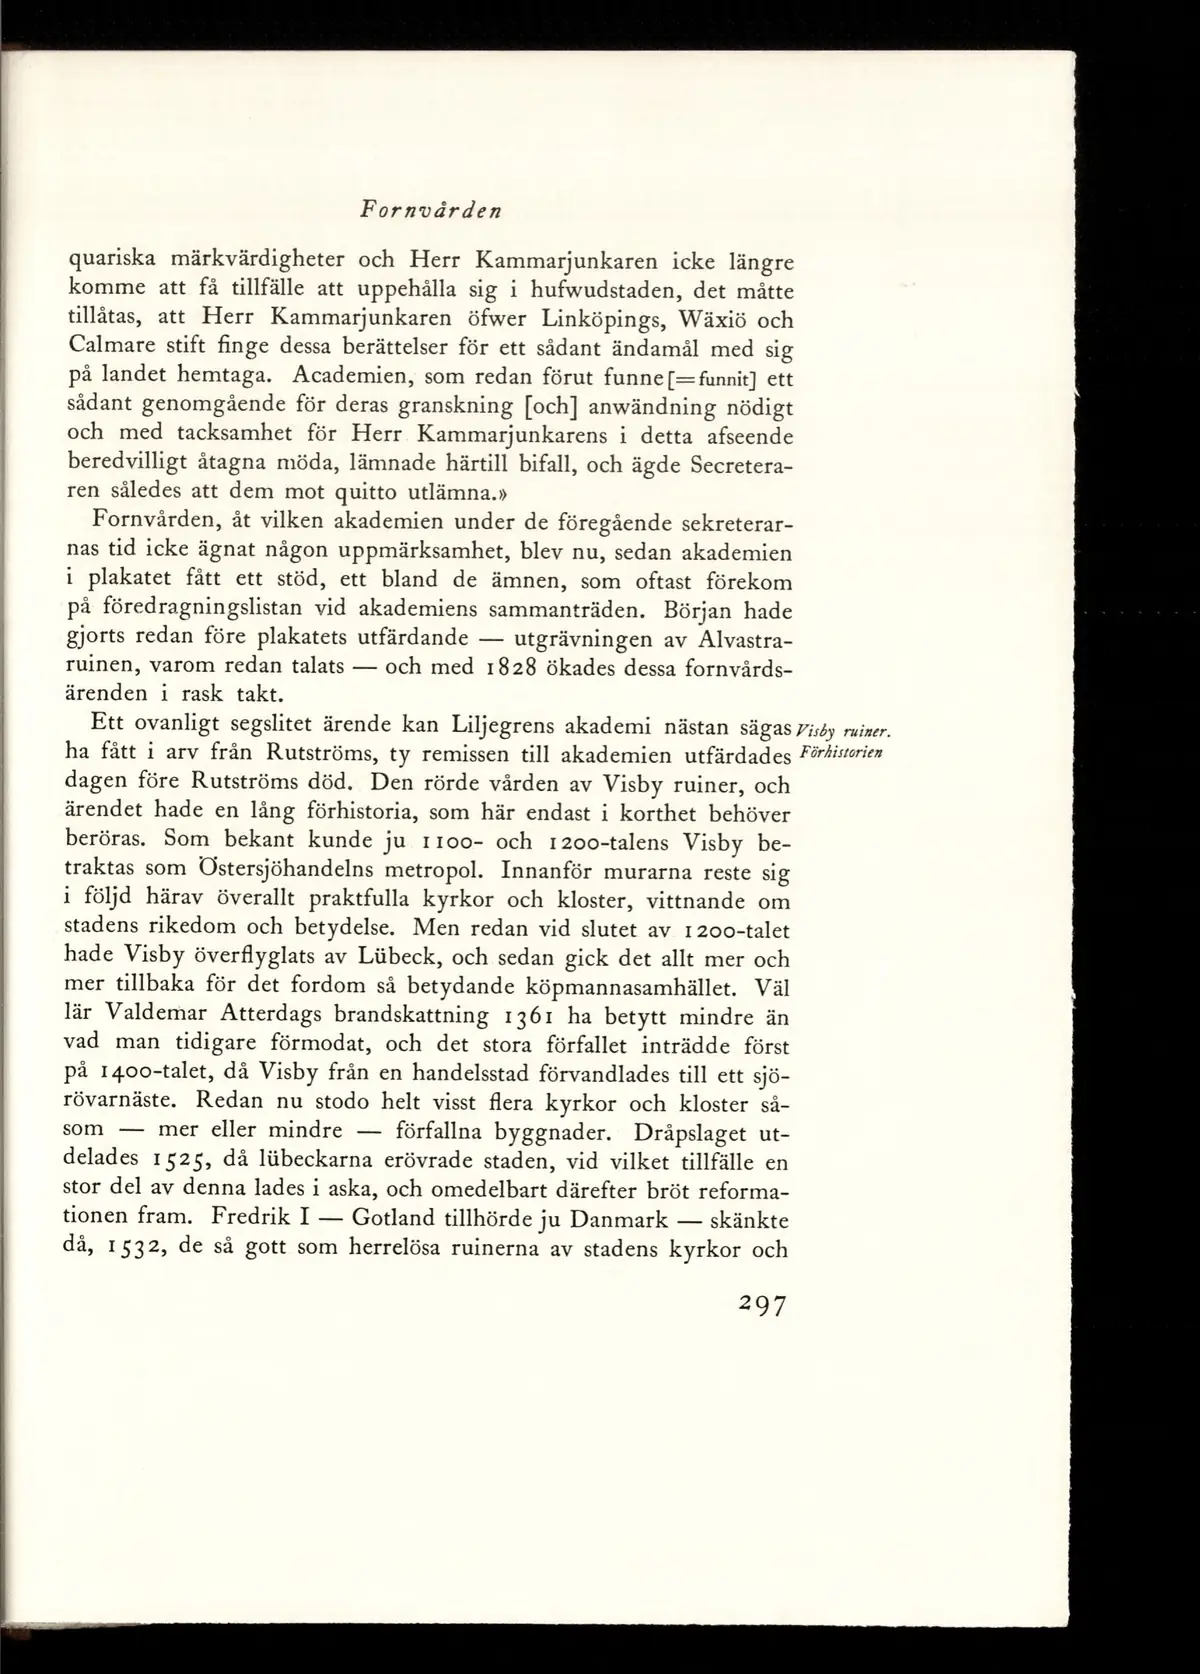 Fornvården
quariska märkvärdigheter och Herr Kammarjunkaren icke längre
komme att få tillfälle att uppehålla sig i hufwudstaden, det måtte
tillåtas, att Herr Kammarjunkaren öfwer Linköpings, Wäxiö och
Calmare stift finge dessa berättelser för ett sådant ändamål med sig
på landet hemtaga. Academien, som redan förut funne[=funnit] ett
sådant genomgående för deras granskning [och] anwändning nödigt
och med tacksamhet för Herr Kammarjunkarens i detta afseende
beredvilligt åtagna möda, lämnade härtill bifall, och ägde Secretera-
ren således att dem mot quitto utlämna.»
Fornvården, åt vilken akademien under de föregående sekreterar-
nas tid icke ägnat någon uppmärksamhet, blev nu, sedan akademien
i plakatet fått ett stöd, ett bland de ämnen, som oftast förekom
på föredragningslistan vid akademiens sammanträden. Början hade
gjorts redan före plakatets utfärdande — utgrävningen av Alvastra-
ruinen, varom redan talats — och med 1828 ökades dessa fornvårds-
ärenden i rask takt.
Ett ovanligt segslitet ärende kan Liljegrens akademi nästan sägas Visby ruiner.
ha fått i arv från Rutströms, ty remissen till akademien utfärdades Förhistorien
dagen före Rutströms död. Den rörde vården av Visby ruiner, och
ärendet hade en lång förhistoria, som här endast i korthet behöver
beröras. Som bekant kunde ju 1100- och 1200-talens Visby be-
traktas som Östersjöhandelns metropol. Innanför murarna reste sig
i följd härav överallt praktfulla kyrkor och kloster, vittnande om
stadens rikedom och betydelse. Men redan vid slutet av 1200-talet
hade Visby överflyglats av Lübeck, och sedan gick det allt mer och
mer tillbaka för det fordom så betydande köpmannasamhället. Väl
lär Valdemar Atterdags brandskattning 1361 ha betytt mindre än
vad man tidigare förmodat, och det stora förfallet inträdde först
på 1400-talet, då Visby från en handelsstad förvandlades till ett sjö-
rövarnäste. Redan nu stodo helt visst flera kyrkor och kloster så-
som — mer eller mindre — förfallna byggnader. Dråpslaget ut-
delades 1525, då lübeckarna erövrade staden, vid vilket tillfälle en
stor del av denna lades i aska, och omedelbart därefter bröt reforma-
tionen fram. Fredrik I — Gotland tillhörde ju Danmark — skänkte
då, 1532, de så gott som herrelösa ruinerna av stadens kyrkor och
297